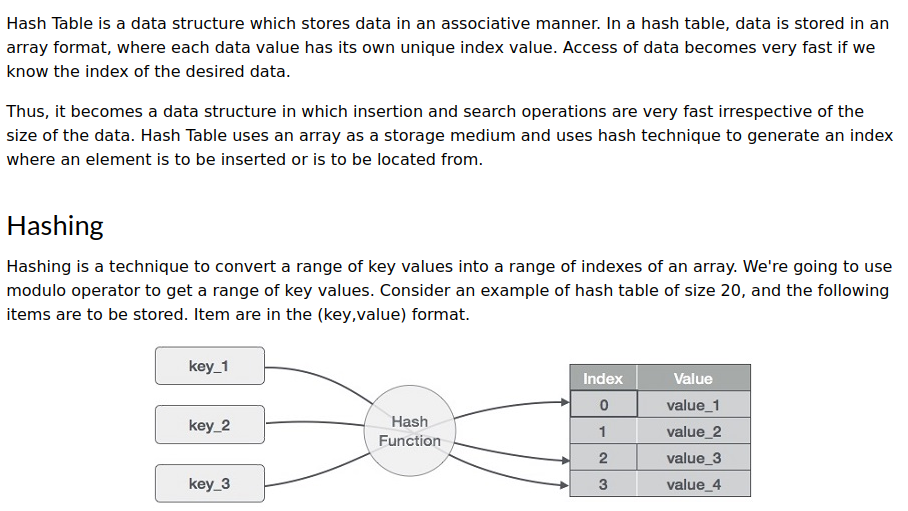 Hash Table is a data structure which stores data in an associative manner. In a hash table, data is stored in an
array format, where each data value has its own unique index value. Access of data becomes very fast if we
know the index of the desired data.
Thus, it becomes a data structure in which insertion and search operations are very fast irrespective of the
size of the data. Hash Table uses an array as a storage medium and uses hash technique to generate an index
where an element is to be inserted or is to be located from.
Hashing
Hashing is a technique to convert a range of key values into a range of indexes of an array. We're going to use
modulo operator to get a range of key values. Consider an example of hash table of size 20, and the following
items are to be stored. Item are in the (key,value) format.
key_1
key_2
key_3
Hash
Function
Index Value
0 value_1
1 value_2
2 value_3
3 value_4